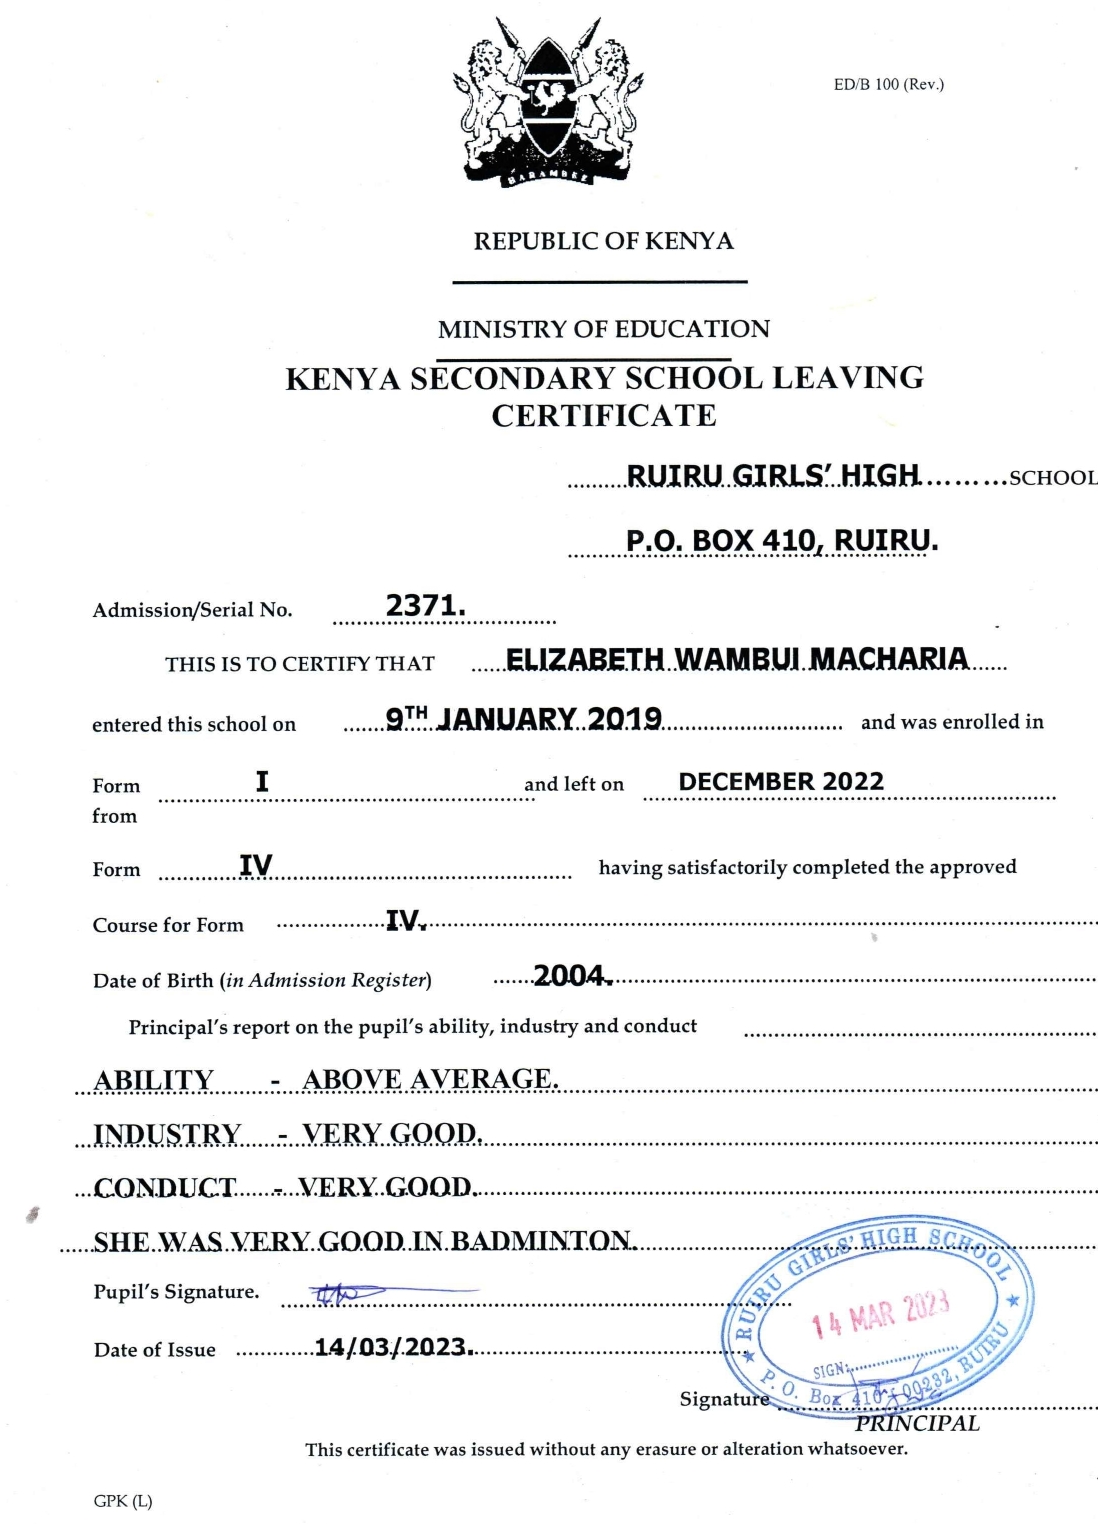 ED/B 100 (Rev.)
HARAMBEE
REPUBLIC OF KENYA
MINISTRY OF EDUCATION
KENYA SECONDARY SCHOOL LEAVING
CERTIFICATE
RUIRU GIRLS' HIGH SCHOOL
P.O. BOX 410, RUIRU.
Admission/Serial No. 2371.
THIS IS TO CERTIFY THAT ELIZABETH WAMBUI MACHARIA
entered this school on 9TH JANUARY 2019 and was enrolled in
Form I and left on DECEMBER 2022
from
Form IV having satisfactorily completed the approved
Course for Form IV.
Date of Birth (in Admission Register) 2004.
Principal's report on the pupil's ability, industry and conduct
ABILITY - ABOVE AVERAGE.
INDUSTRY - VERY GOOD.
CONDUCT - VERY GOOD.
SHE WAS VERY GOOD IN BADMINTON.
Pupil's Signature.
Date of Issue 14/03/2023.
RUIRU GIRLS' HIGH SCHOOL
14 MAR 2023
SIGN:
P. O. Box 410 - 00232, RUIRU
Signature
PRINCIPAL
This certificate was issued without any erasure or alteration whatsoever.
GPK (L)